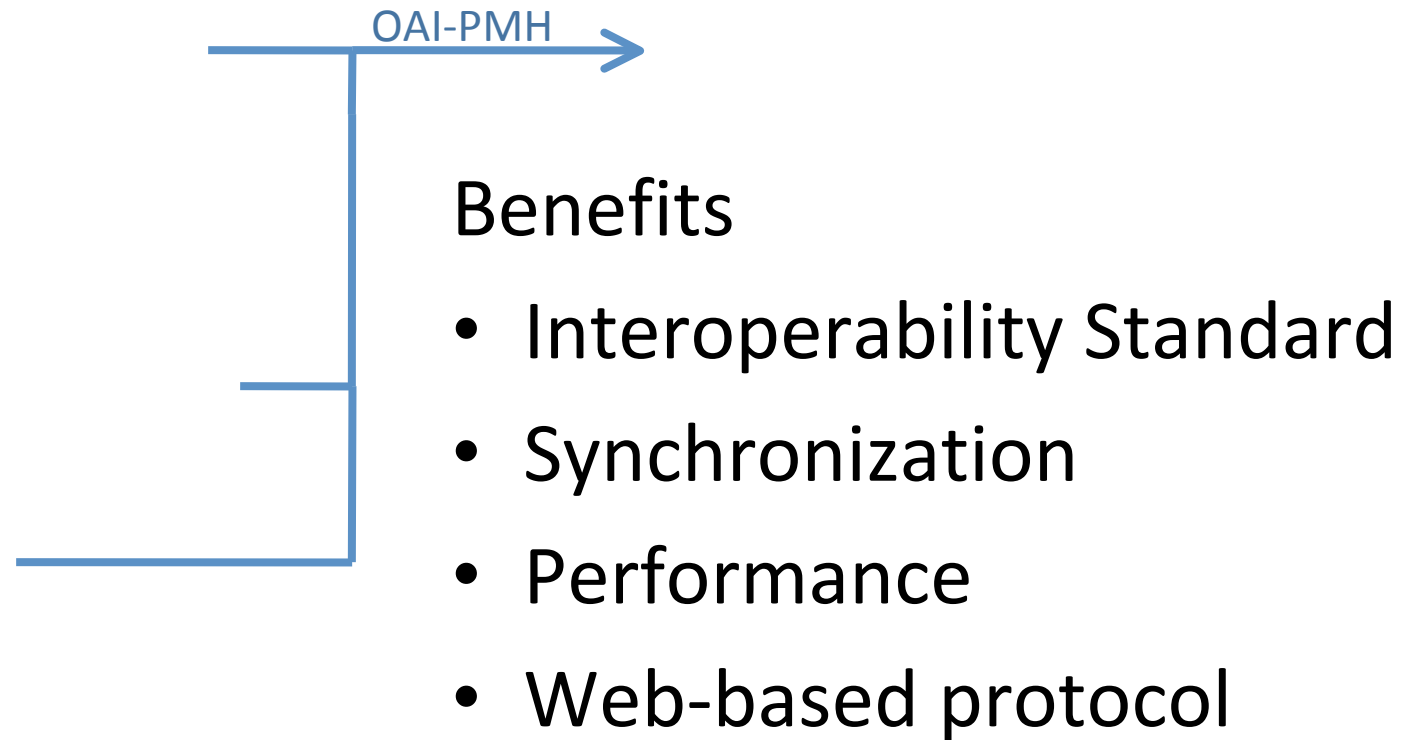 OAI-PMH
Benefits
• Interoperability Standard
• Synchronization
• Performance
• Web-based protocol